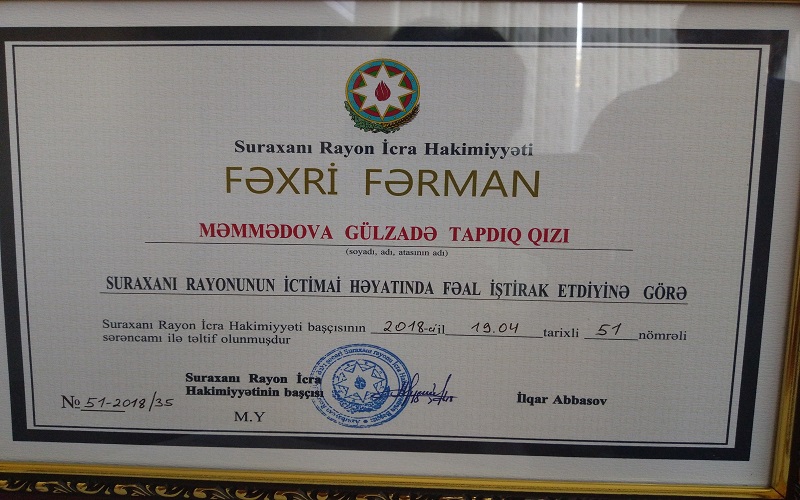 Suraxanı Rayon İcra Hakimiyyəti
FƏXRİ FƏRMAN
MƏMMƏDOVA GÜLZADƏ TAPDIQ QIZI
(soyadı, adı, atasının adı)
SURAXANI RAYONUNUN İCTİMAİ HƏYATINDA FƏAL İŞTİRAK ETDİYİNƏ GÖRƏ
Suraxanı Rayon İcra Hakimiyyəti başçısının 2018-ci il 19.04 tarixli 51 nömrəli
sərəncamı ilə təltif olunmuşdur
Suraxanı Rayon İcra
Hakimiyyətinin başçısı
İlqar Abbasov
№ 51-2018/35
M.Y